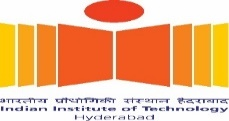 भारतीय प्रौद्योगिकी संस्थान हैदराबाद
Indian Institute of Technology
Hyderabad